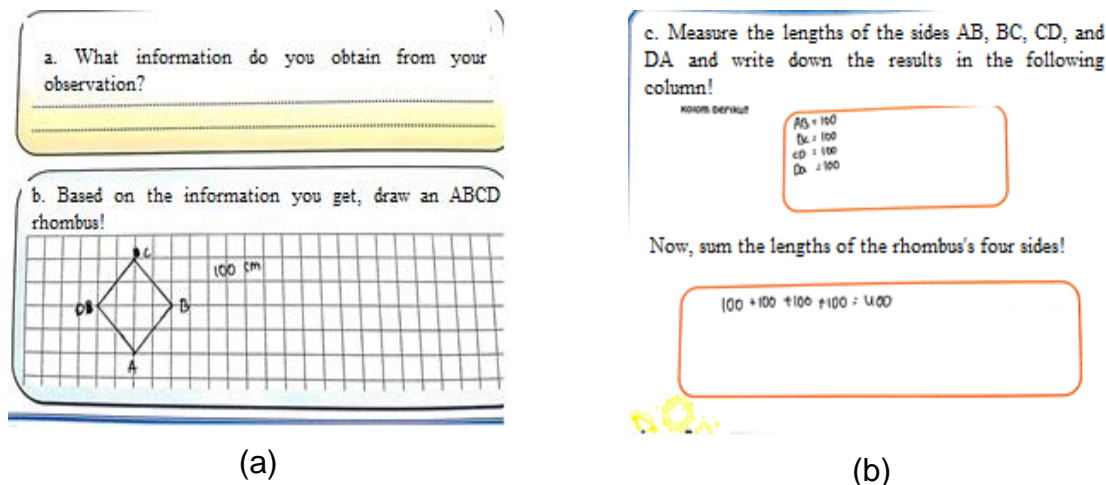 a. What information do you obtain from your
observation?
b. Based on the information you get, draw an ABCD
rhombus!
C
100 cm
B
A
(a)
c. Measure the lengths of the sides AB, BC, CD, and
DA and write down the results in the following
column!
kolom berikut
AB = 100
BC = 100
CD = 100
DA = 100
Now, sum the lengths of the rhombus's four sides!
100 + 100 + 100 + 100 = 400
(b)